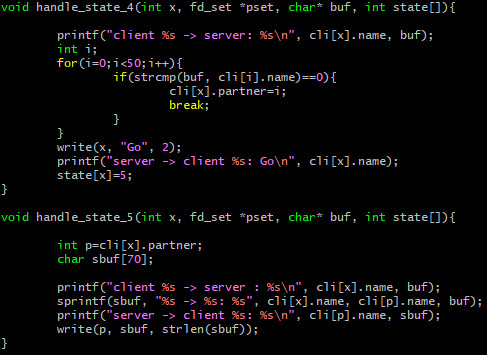 void handle_state_4(int x, fd_set *pset, char* buf, int state[]){
printf("client %s -> server: %s\n", cli[x].name, buf);
int i;
for(i=0;i<50;i++){
if(strcmp(buf, cli[i].name)==0){
cli[x].partner=i;
break;
}
}
write(x, "Go", 2);
printf("server -> client %s: Go\n", cli[x].name);
state[x]=5;
}
void handle_state_5(int x, fd_set *pset, char* buf, int state[]){
int p=cli[x].partner;
char sbuf[70];
printf("client %s -> server : %s\n", cli[x].name, buf);
sprintf(sbuf, "%s -> %s: %s", cli[x].name, cli[p].name, buf);
printf("server -> client %s: %s\n", cli[p].name, sbuf);
write(p, sbuf, strlen(sbuf));
}